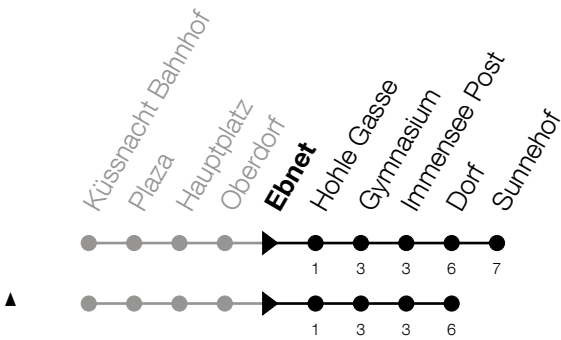 Küssnacht Bahnhof
Plaza
Hauptplatz
Oberdorf
Ebnet
Hohle Gasse
Gymnasium
Immensee Post
Dorf
Sunnehof
1 3 3 6 7
1 3 3 6